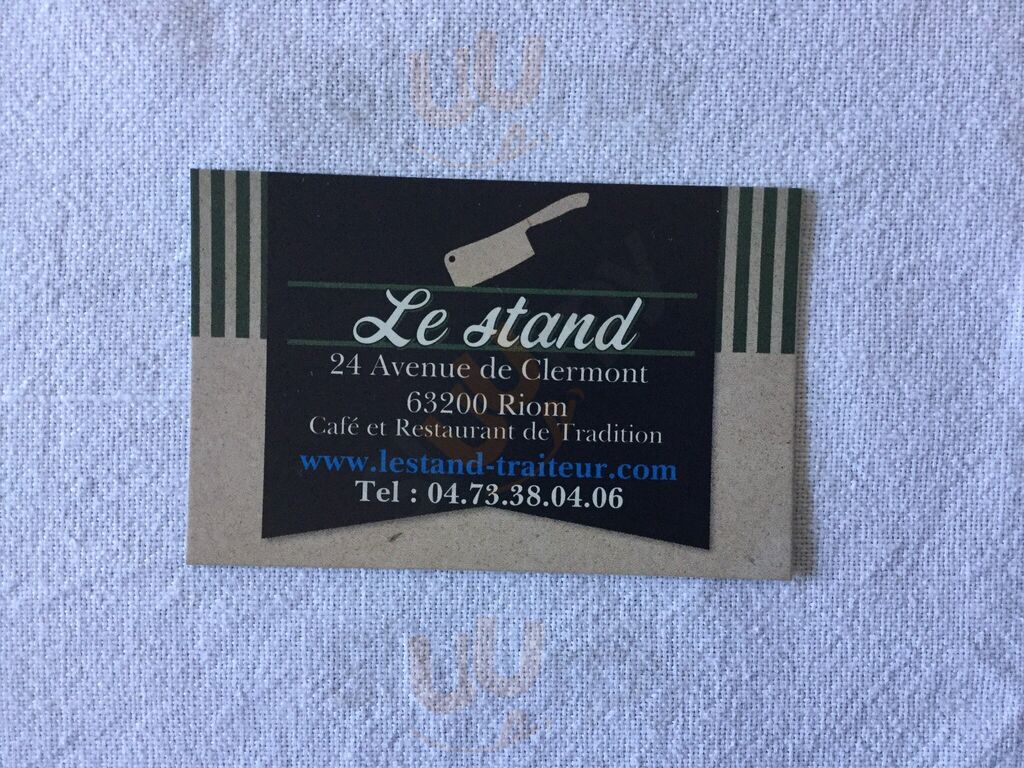 Le stand
24 Avenue de Clermont
63200 Riom
Café et Restaurant de Tradition
www.lestand-traiteur.com
Tel : 04.73.38.04.06